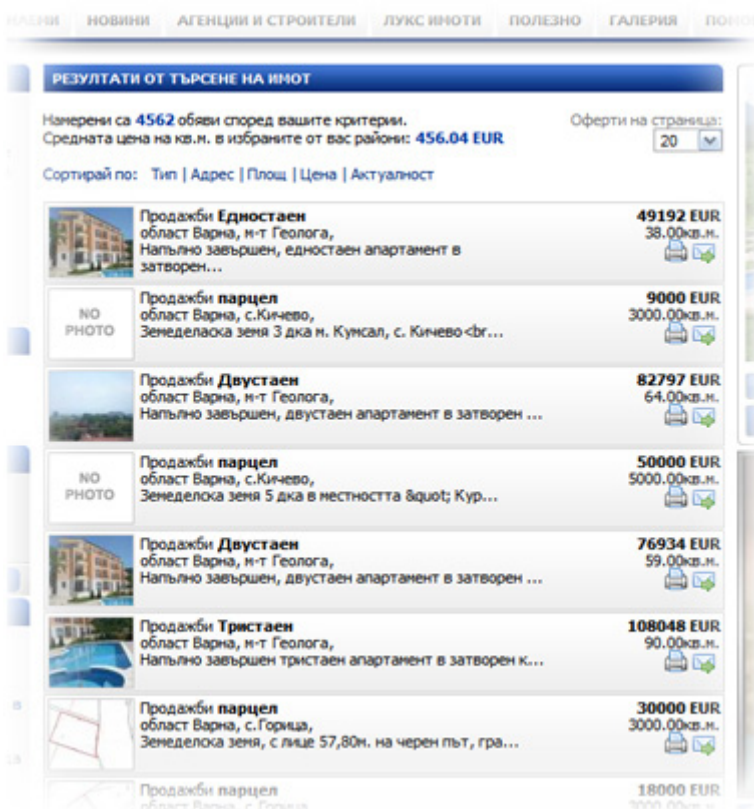 НОВИНИ АГЕНЦИИ И СТРОИТЕЛИ ЛУКС ИМОТИ ПОЛЕЗНО ГАЛЕРИЯ
РЕЗУЛТАТИ ОТ ТЪРСЕНЕ НА ИМОТ
Намерени са 4562 обяви според вашите критерии.
Средната цена на кв.м. в избраните от вас райони: 456.04 EUR
Оферти на страница:
20
Сортирай по: Тип | Адрес | Площ | Цена | Актуалност
Продажби Едностаен 49192 EUR
област Варна, м-т Геолога, 38.00кв.м.
Напълно завършен, едностаен апартамент в
затворен...
Продажби парцел 9000 EUR
област Варна, с.Кичево, 3000.00кв.м.
NO
PHOTO
Земеделаска земя 3 дка м. Кумсал, с. Кичево<br...
Продажби Двустаен 82797 EUR
област Варна, м-т Геолога, 64.00кв.м.
Напълно завършен, двустаен апартамент в затворен ...
Продажби парцел 50000 EUR
област Варна, с.Кичево, 5000.00кв.м.
NO
PHOTO
Земеделска земя 5 дка в местността &quot; Кур...
Продажби Двустаен 76934 EUR
област Варна, м-т Геолога, 59.00кв.м.
Напълно завършен, двустаен апартамент в затворен ...
Продажби Тристаен 108048 EUR
област Варна, м-т Геолога, 90.00кв.м.
Напълно завършен тристаен апартамент в затворен к...
Продажби парцел 30000 EUR
област Варна, с.Горица, 3000.00кв.м.
Земеделска земя, с лице 57,80м. на черен път, гра...
Продажби парцел 18000 EUR
област Варна, с.Горица, 3000.00кв.м.